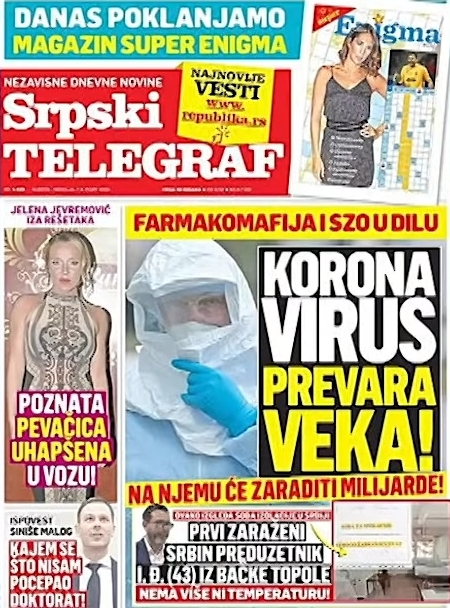 DANAS POKLANJAMO
MAGAZIN SUPER ENIGMA
Enigma
NEZAVISNE DNEVNE NOVINE
Srpski
TELEGRAF
NAJNOVIJE
VESTI
www.
republika.rs
JELENA JEVREMOVIĆ
IZA REŠETAKA
POZNATA
PEVAČICA
UHAPŠENA
U VOZU!
FARMAKOMAFIJA I SZO U DILU
KORONA
VIRUS
PREVARA
VEKA!
NA NJEMU ĆE ZARADITI MILIJARDE!
ISPOVEST
SINIŠE MALOG
KAJEM SE
ŠTO NISAM
POCEPAO
DOKTORAT!
OVAKO IZGLEDA SOBA IZOLACIJE U SRBIJI
PRVI ZARAŽENI
SRBIN PREDUZETNIK
I. Đ. (43) IZ BAČKE TOPOLE
NEMA VIŠE NI TEMPERATURU!